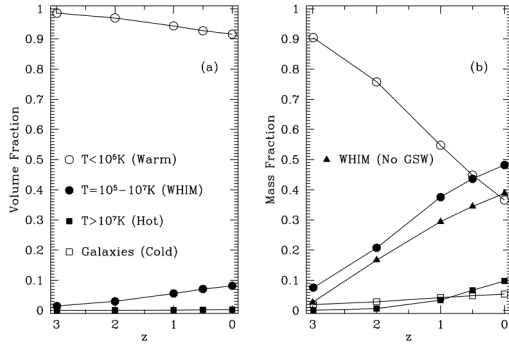 1
0.9
0.8
0.7
0.6
0.5
0.4
0.3
0.2
0.1
0
Volume Fraction
(a)
T<10⁵K (Warm)
T=10⁵−10⁷K (WHIM)
T>10⁷K (Hot)
Galaxies (Cold)
3 2 1 0
z
1
0.9
0.8
0.7
0.6
0.5
0.4
0.3
0.2
0.1
0
Mass Fraction
(b)
WHIM (No GSW)
3 2 1 0
z